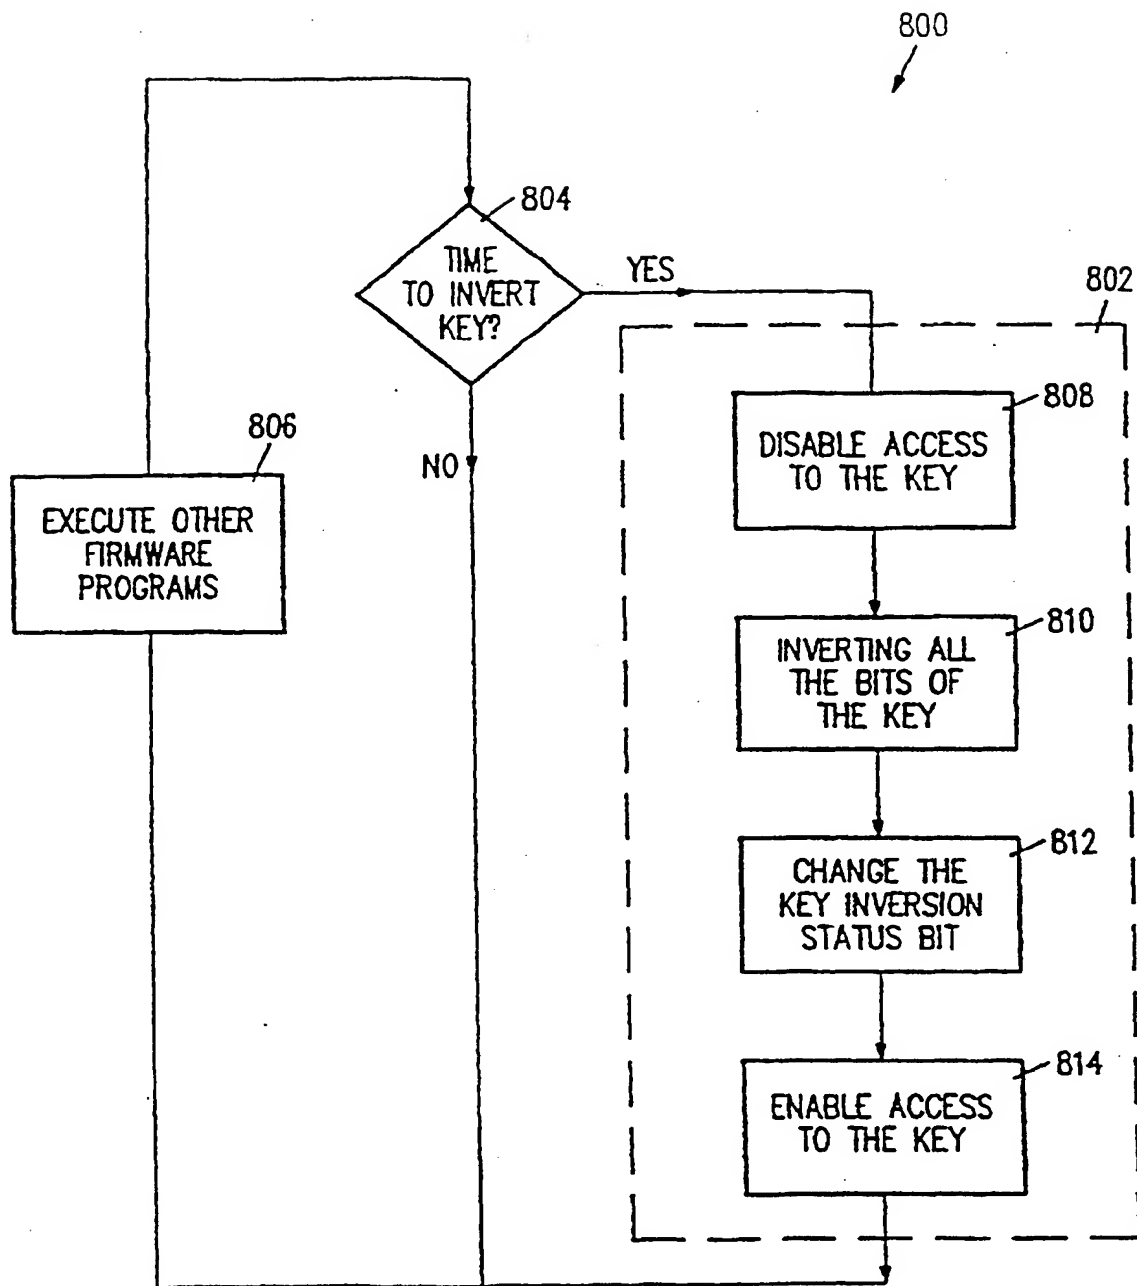 800
804
TIME
TO INVERT
KEY?
YES
802
808
DISABLE ACCESS
TO THE KEY
806
NO
EXECUTE OTHER
FIRMWARE
PROGRAMS
810
INVERTING ALL
THE BITS OF
THE KEY
812
CHANGE THE
KEY INVERSION
STATUS BIT
814
ENABLE ACCESS
TO THE KEY